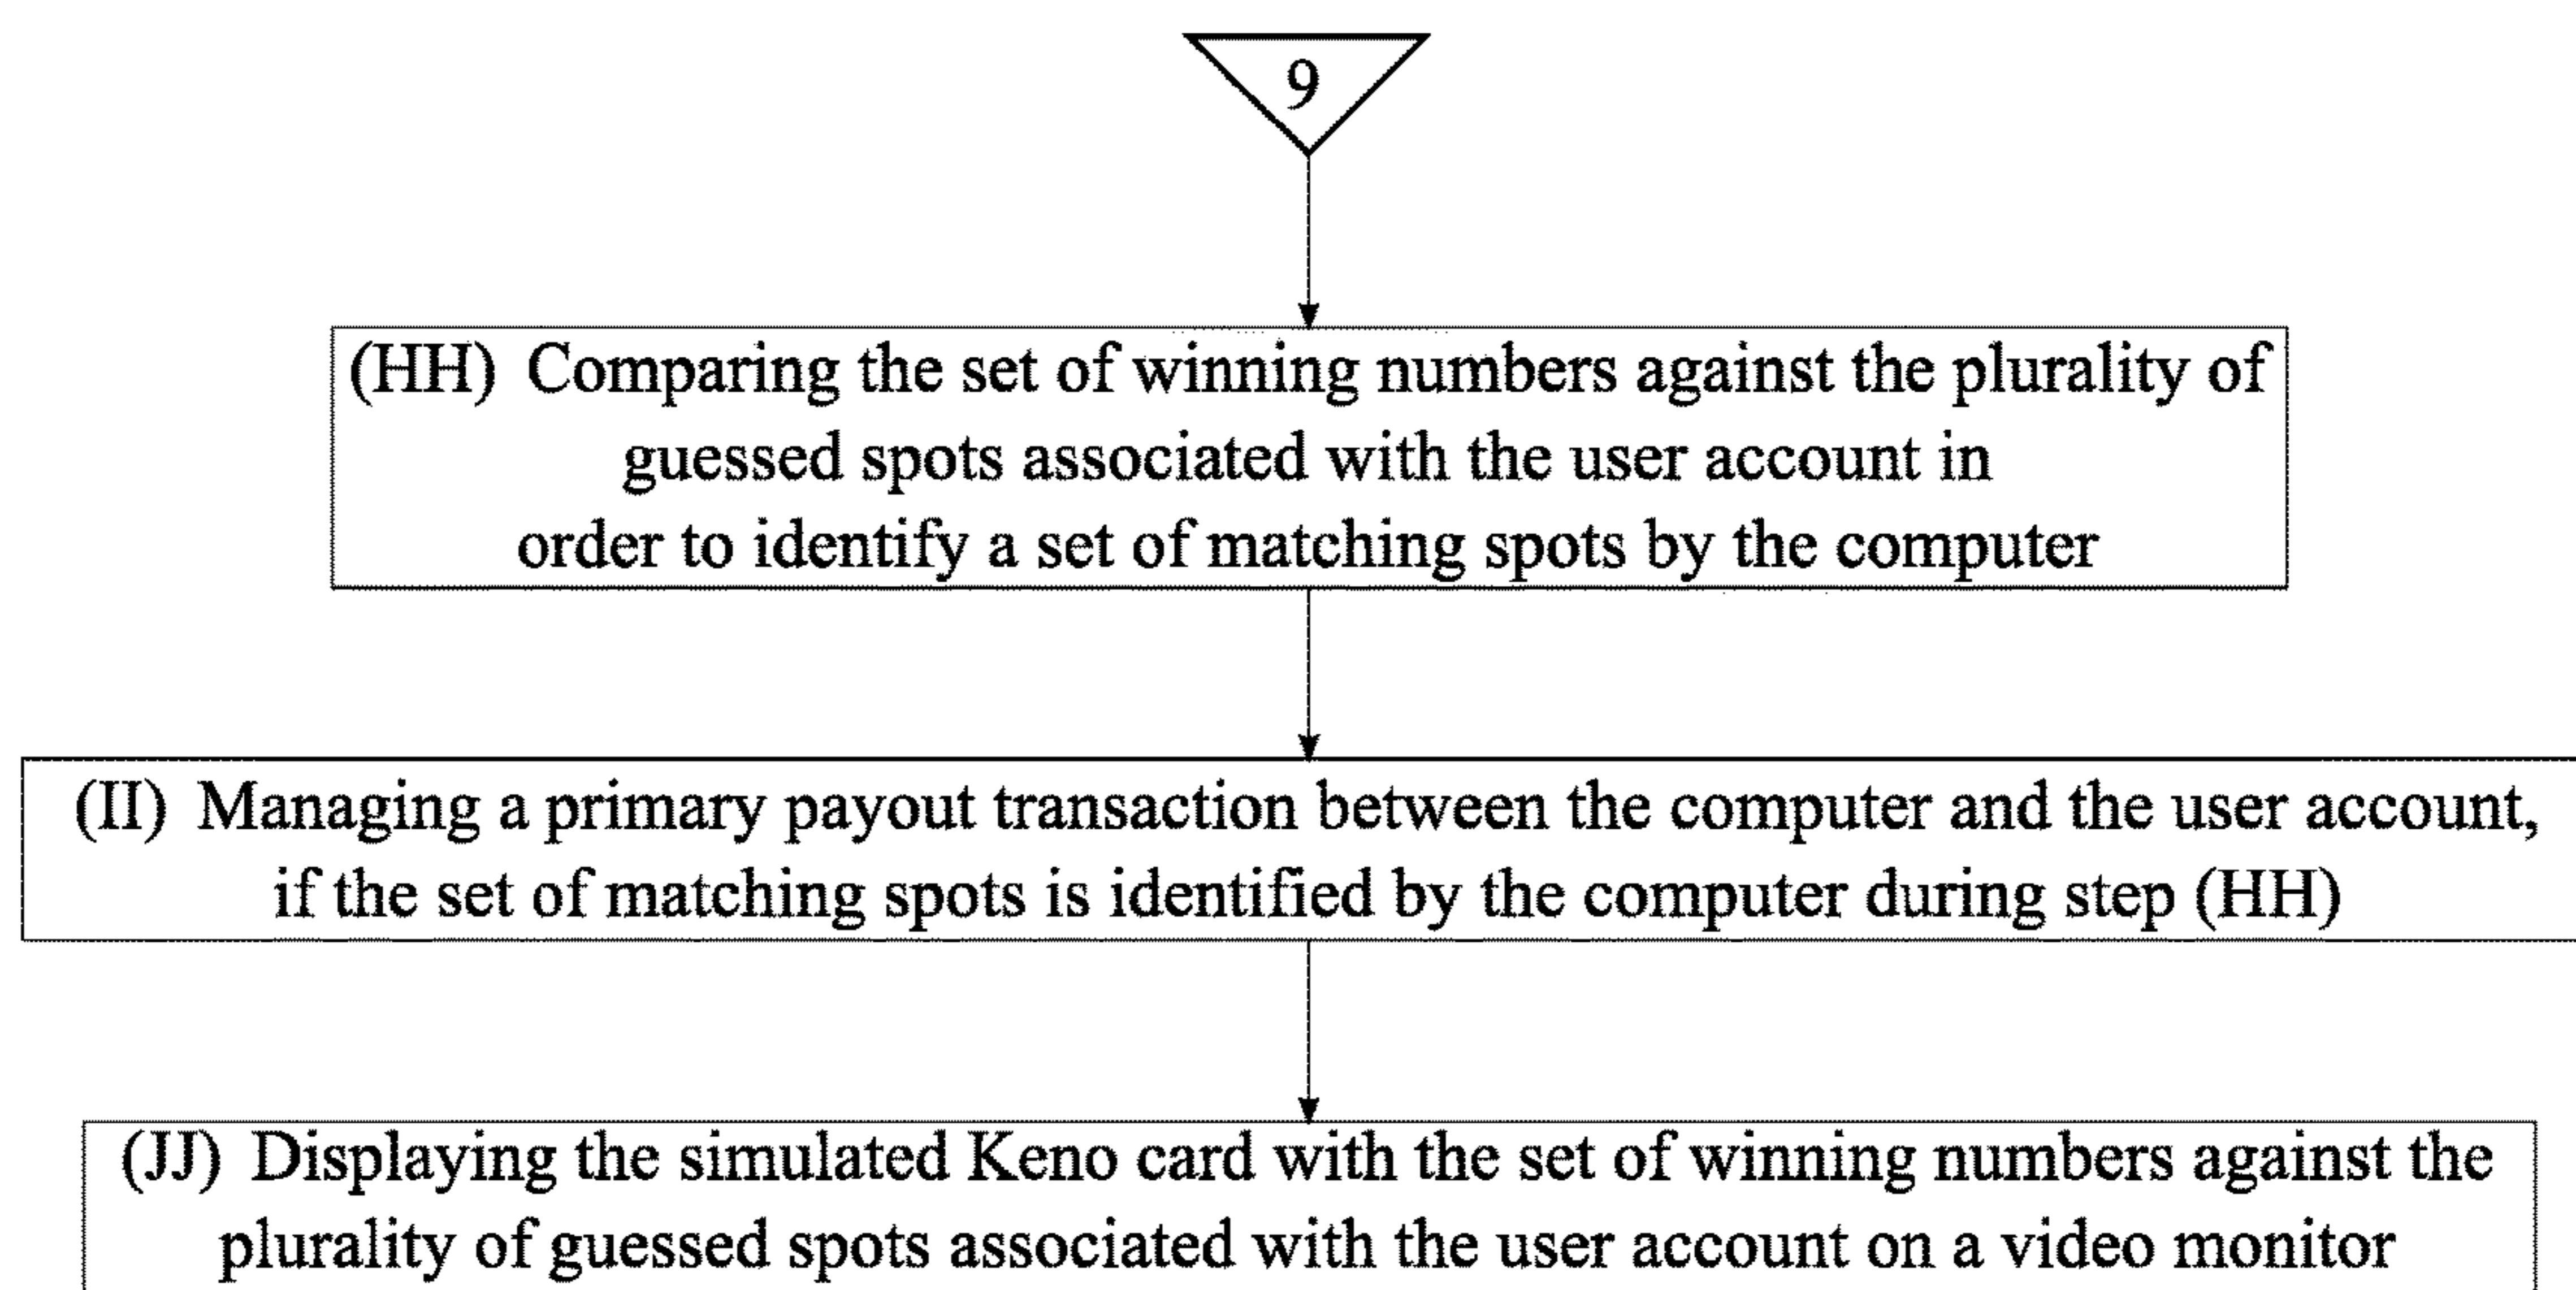 9
(HH) Comparing the set of winning numbers against the plurality of
guessed spots associated with the user account in
order to identify a set of matching spots by the computer
(II) Managing a primary payout transaction between the computer and the user account,
if the set of matching spots is identified by the computer during step (HH)
(JJ) Displaying the simulated Keno card with the set of winning numbers against the
plurality of guessed spots associated with the user account on a video monitor